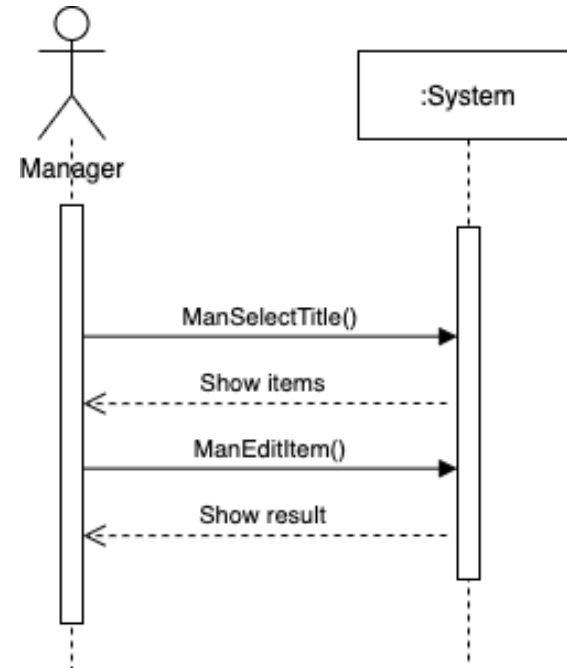 Manager
:System
ManSelectTitle()
Show items
ManEditItem()
Show result